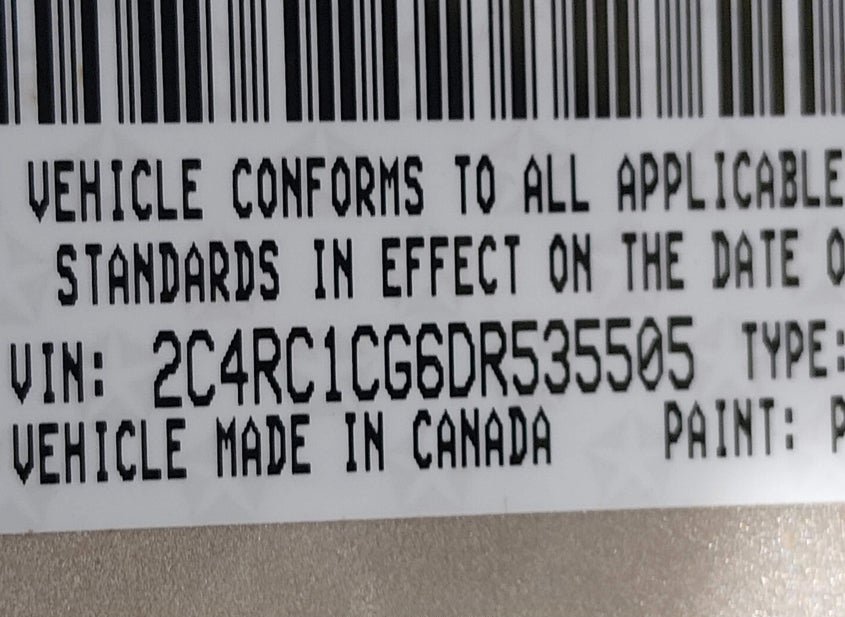 VEHICLE CONFORMS TO ALL APPLICABLE
STANDARDS IN EFFECT ON THE DATE O
VIN: 2C4RC1CG6DR535505 TYPE:
VEHICLE MADE IN CANADA PAINT: P